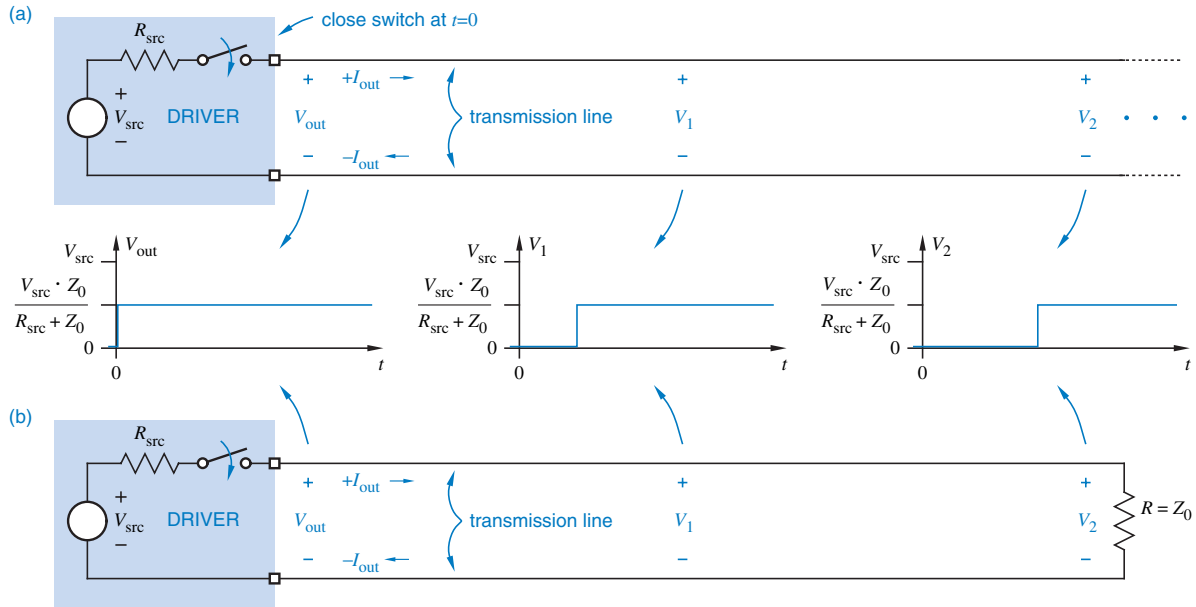 (a)
close switch at t=0
R_src
+
V_src
−
DRIVER
+
V_out
−
+I_out
−I_out
transmission line
+
V_1
−
+
V_2
−
. . .
V_src
V_out
V_src · Z_0
R_src + Z_0
0
0
t
V_src
V_1
V_src · Z_0
R_src + Z_0
0
0
t
V_src
V_2
V_src · Z_0
R_src + Z_0
0
0
t
(b)
R_src
+
V_src
−
DRIVER
+
V_out
−
+I_out
−I_out
transmission line
+
V_1
−
+
V_2
−
R = Z_0